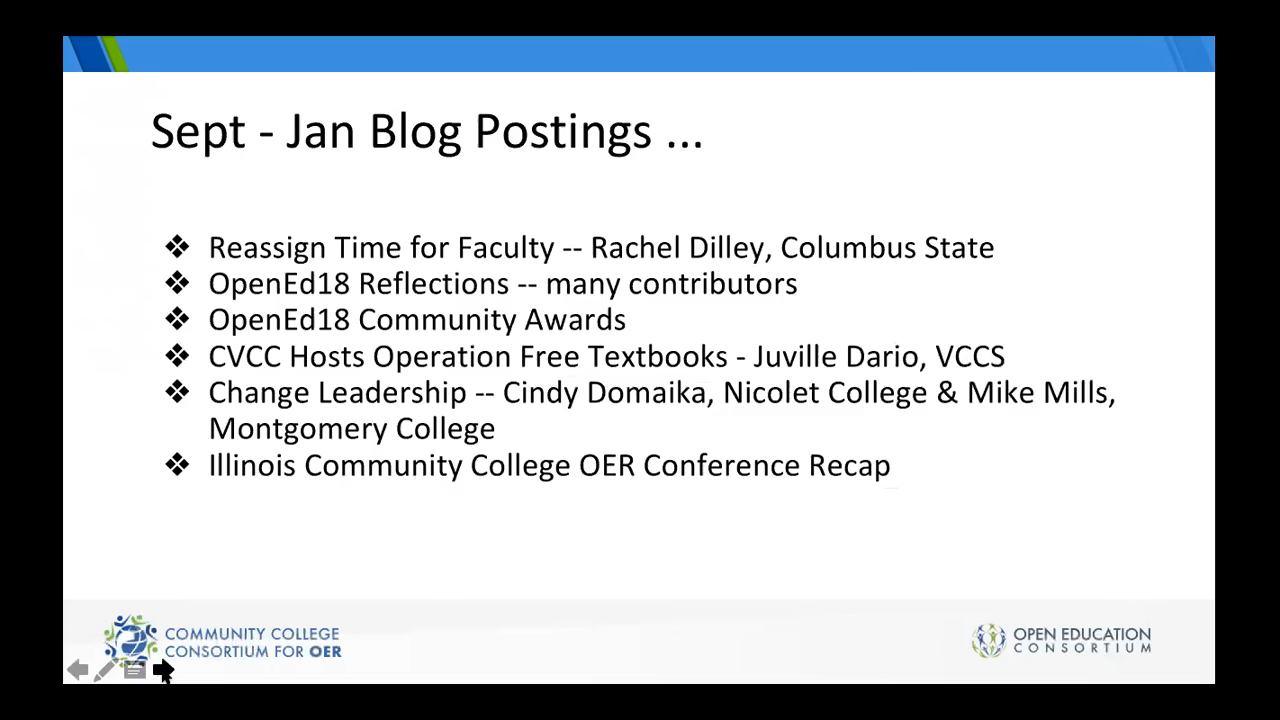 Sept - Jan Blog Postings ...
❖ Reassign Time for Faculty -- Rachel Dilley, Columbus State
❖ OpenEd18 Reflections -- many contributors
❖ OpenEd18 Community Awards
❖ CVCC Hosts Operation Free Textbooks - Juville Dario, VCCS
❖ Change Leadership -- Cindy Domaika, Nicolet College & Mike Mills,
Montgomery College
❖ Illinois Community College OER Conference Recap
COMMUNITY COLLEGE
CONSORTIUM FOR OER
OPEN EDUCATION
CONSORTIUM